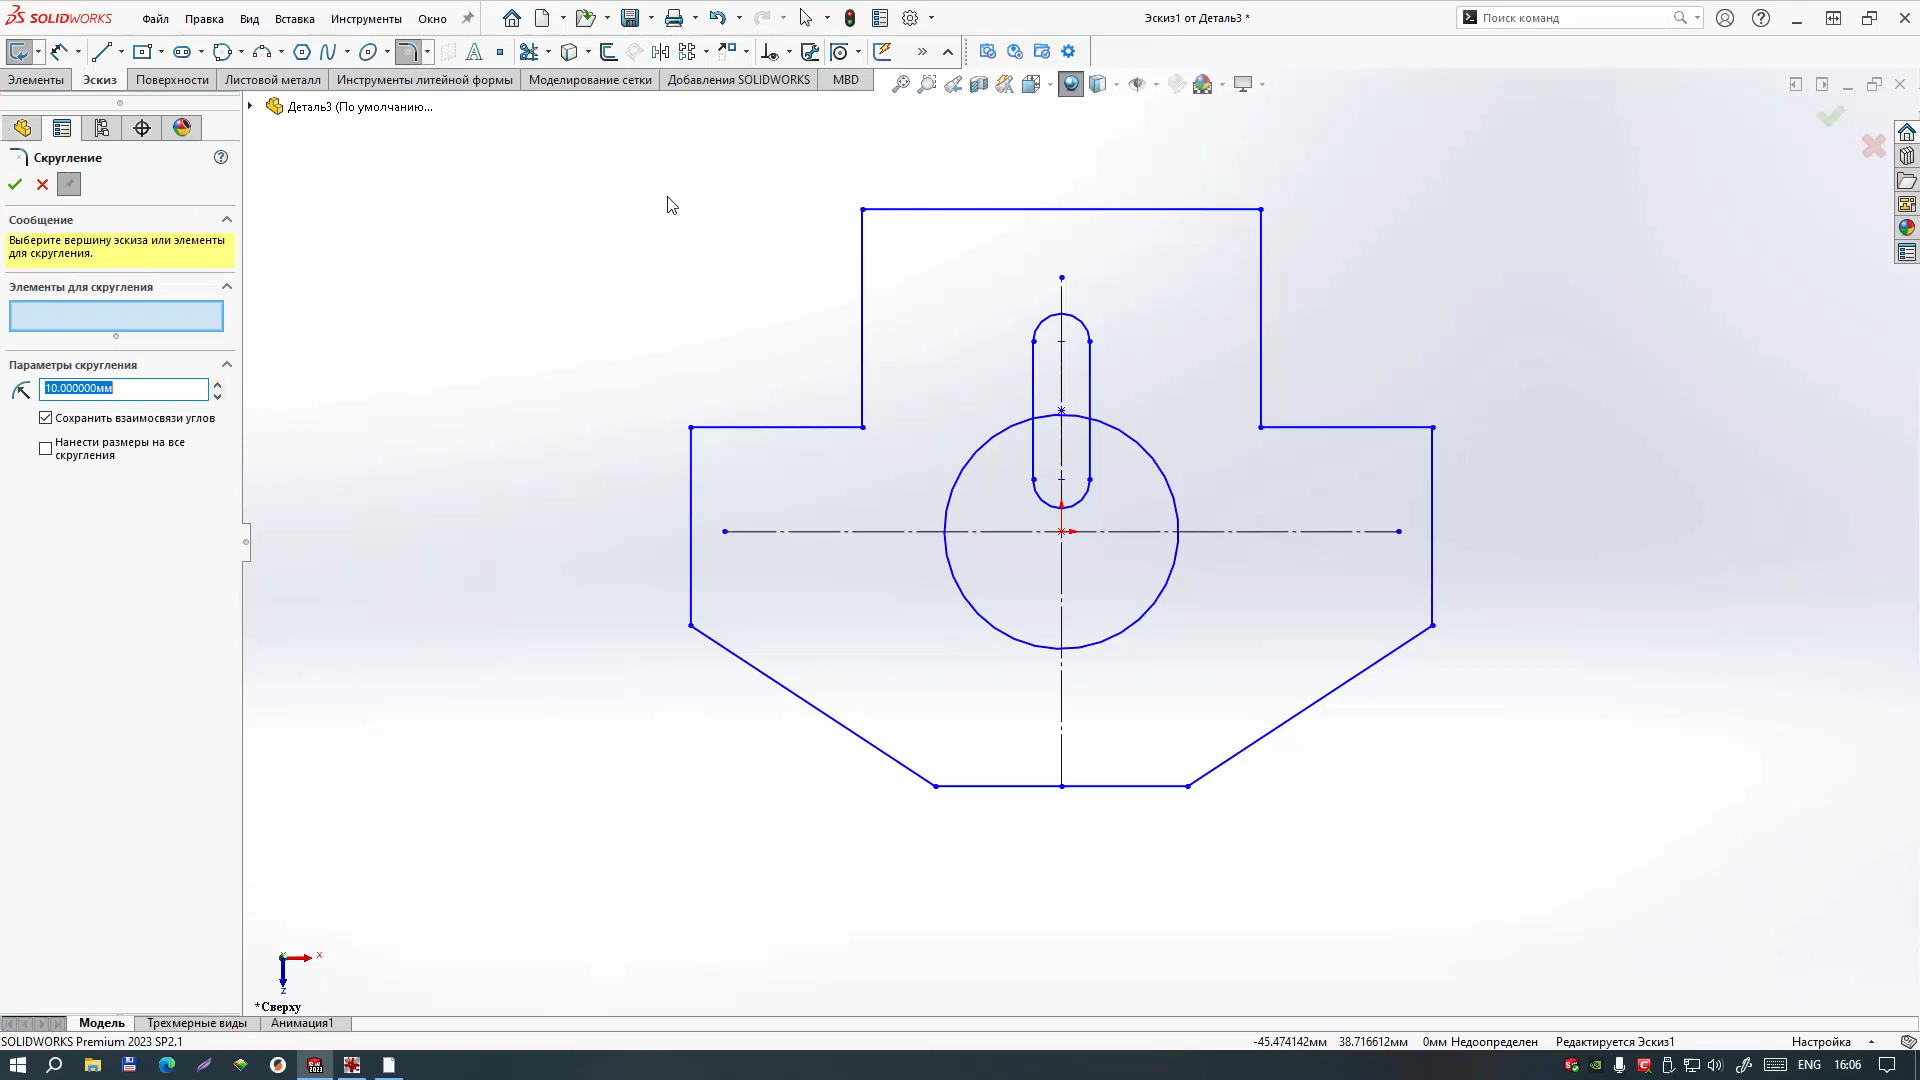 SOLIDWORKS
Файл
Правка
Вид
Вставка
Инструменты
Окно
Эскиз1 от Деталь3 *
Поиск команд
Элементы
Эскиз
Поверхности
Листовой металл
Инструменты литейной формы
Моделирование сетки
Добавления SOLIDWORKS
MBD
Деталь3 (По умолчанию...
Скругление
Сообщение
Выберите вершину эскиза или элементы
для скругления.
Элементы для скругления
Параметры скругления
10.000000мм
Сохранить взаимосвязи углов
Нанести размеры на все
скругления
x
z
*Сверху
Модель
Трехмерные виды
Анимация1
SOLIDWORKS Premium 2023 SP2.1
-45.474142мм
38.716612мм
0мм
Недоопределен
Редактируется Эскиз1
Настройка
ENG
16:06